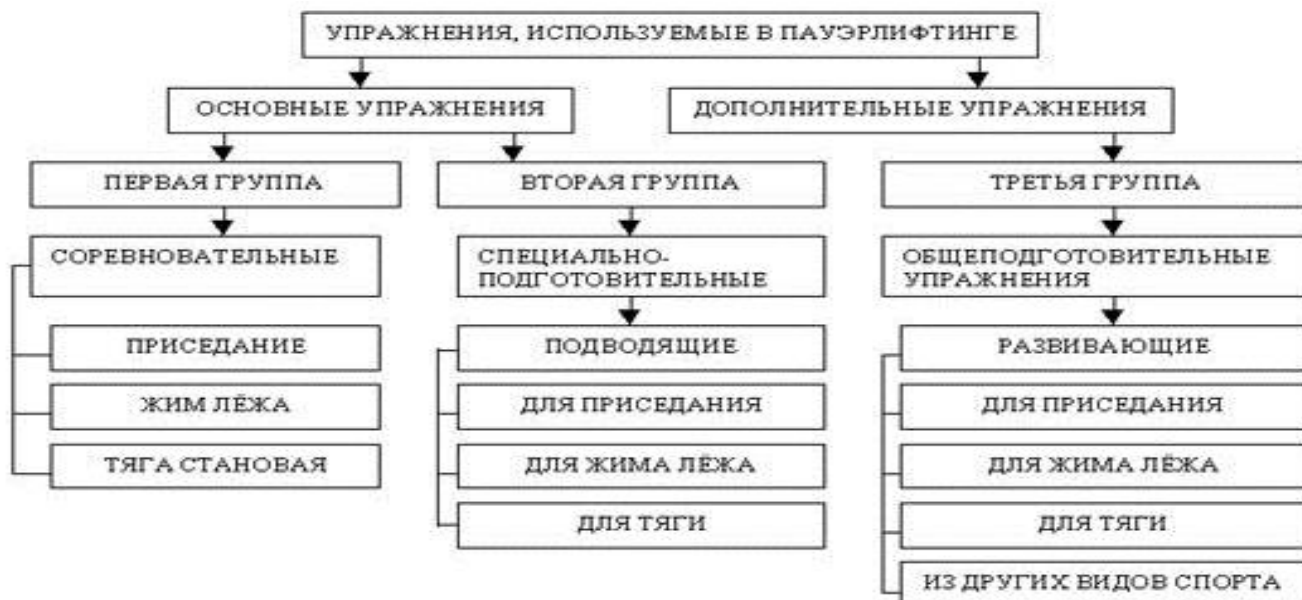 УПРАЖНЕНИЯ, ИСПОЛЬЗУЕМЫЕ В ПАУЭРЛИФТИНГЕ
ОСНОВНЫЕ УПРАЖНЕНИЯ
ДОПОЛНИТЕЛЬНЫЕ УПРАЖНЕНИЯ
ПЕРВАЯ ГРУППА
ВТОРАЯ ГРУППА
ТРЕТЬЯ ГРУППА
СОРЕВНОВАТЕЛЬНЫЕ
СПЕЦИАЛЬНО-
ПОДГОТОВИТЕЛЬНЫЕ
ОБЩЕПОДГОТОВИТЕЛЬНЫЕ
УПРАЖНЕНИЯ
ПРИСЕДАНИЕ
ПОДВОДЯЩИЕ
РАЗВИВАЮЩИЕ
ЖИМ ЛЁЖА
ДЛЯ ПРИСЕДАНИЯ
ДЛЯ ПРИСЕДАНИЯ
ТЯГА СТАНОВАЯ
ДЛЯ ЖИМА ЛЁЖА
ДЛЯ ЖИМА ЛЁЖА
ДЛЯ ТЯГИ
ДЛЯ ТЯГИ
ИЗ ДРУГИХ ВИДОВ СПОРТА